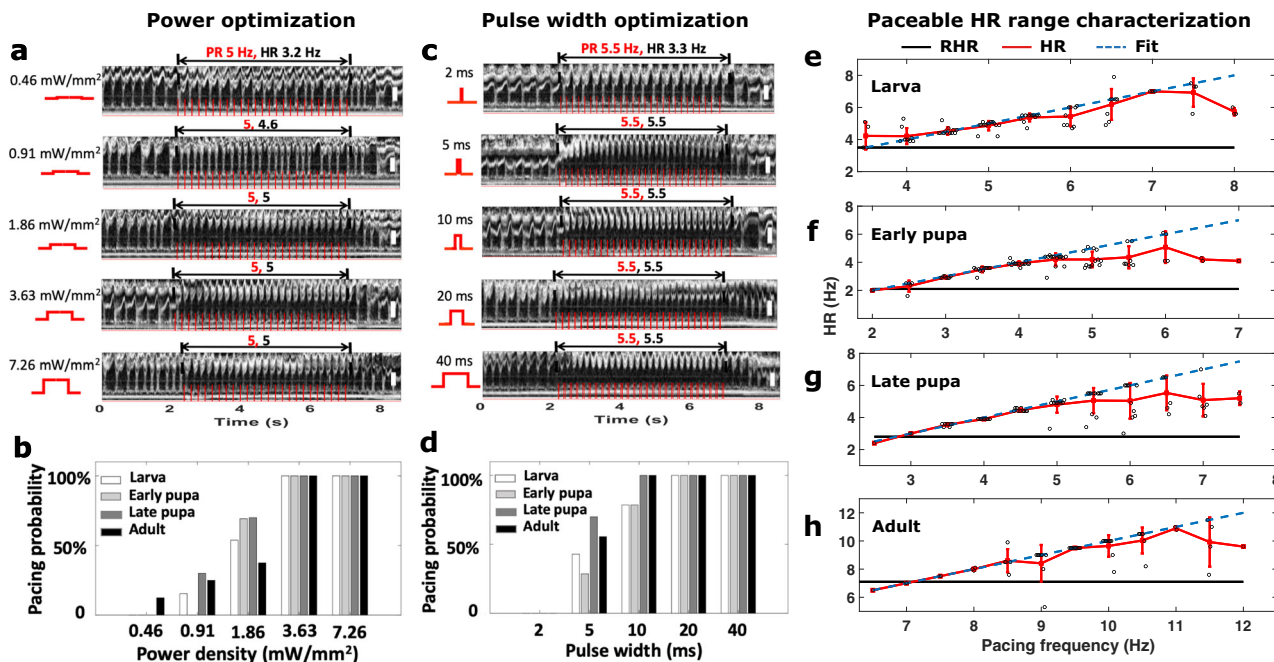 Power optimization
a
PR 5 Hz, HR 3.2 Hz
0.46 mW/mm²
5, 4.6
0.91 mW/mm²
5, 5
1.86 mW/mm²
5, 5
3.63 mW/mm²
5, 5
7.26 mW/mm²
0 2 4 6 8
Time (s)
b
100%
50%
0
Pacing probability
Larva
Early pupa
Late pupa
Adult
0.46 0.91 1.86 3.63 7.26
Power density (mW/mm²)
Pulse width optimization
c
PR 5.5 Hz, HR 3.3 Hz
2 ms
5.5, 5.5
5 ms
5.5, 5.5
10 ms
5.5, 5.5
20 ms
5.5, 5.5
40 ms
0 2 4 6 8
Time (s)
d
100%
50%
0
Pacing probability
Larva
Early pupa
Late pupa
Adult
2 5 10 20 40
Pulse width (ms)
Paceable HR range characterization
RHR HR Fit
e
Larva
8
6
4
2
4 5 6 7 8
f
Early pupa
8
6
4
2
2 3 4 5 6 7
HR (Hz)
g
Late pupa
8
6
4
2
3 4 5 6 7 8
h
Adult
12
10
8
6
7 8 9 10 11 12
Pacing frequency (Hz)